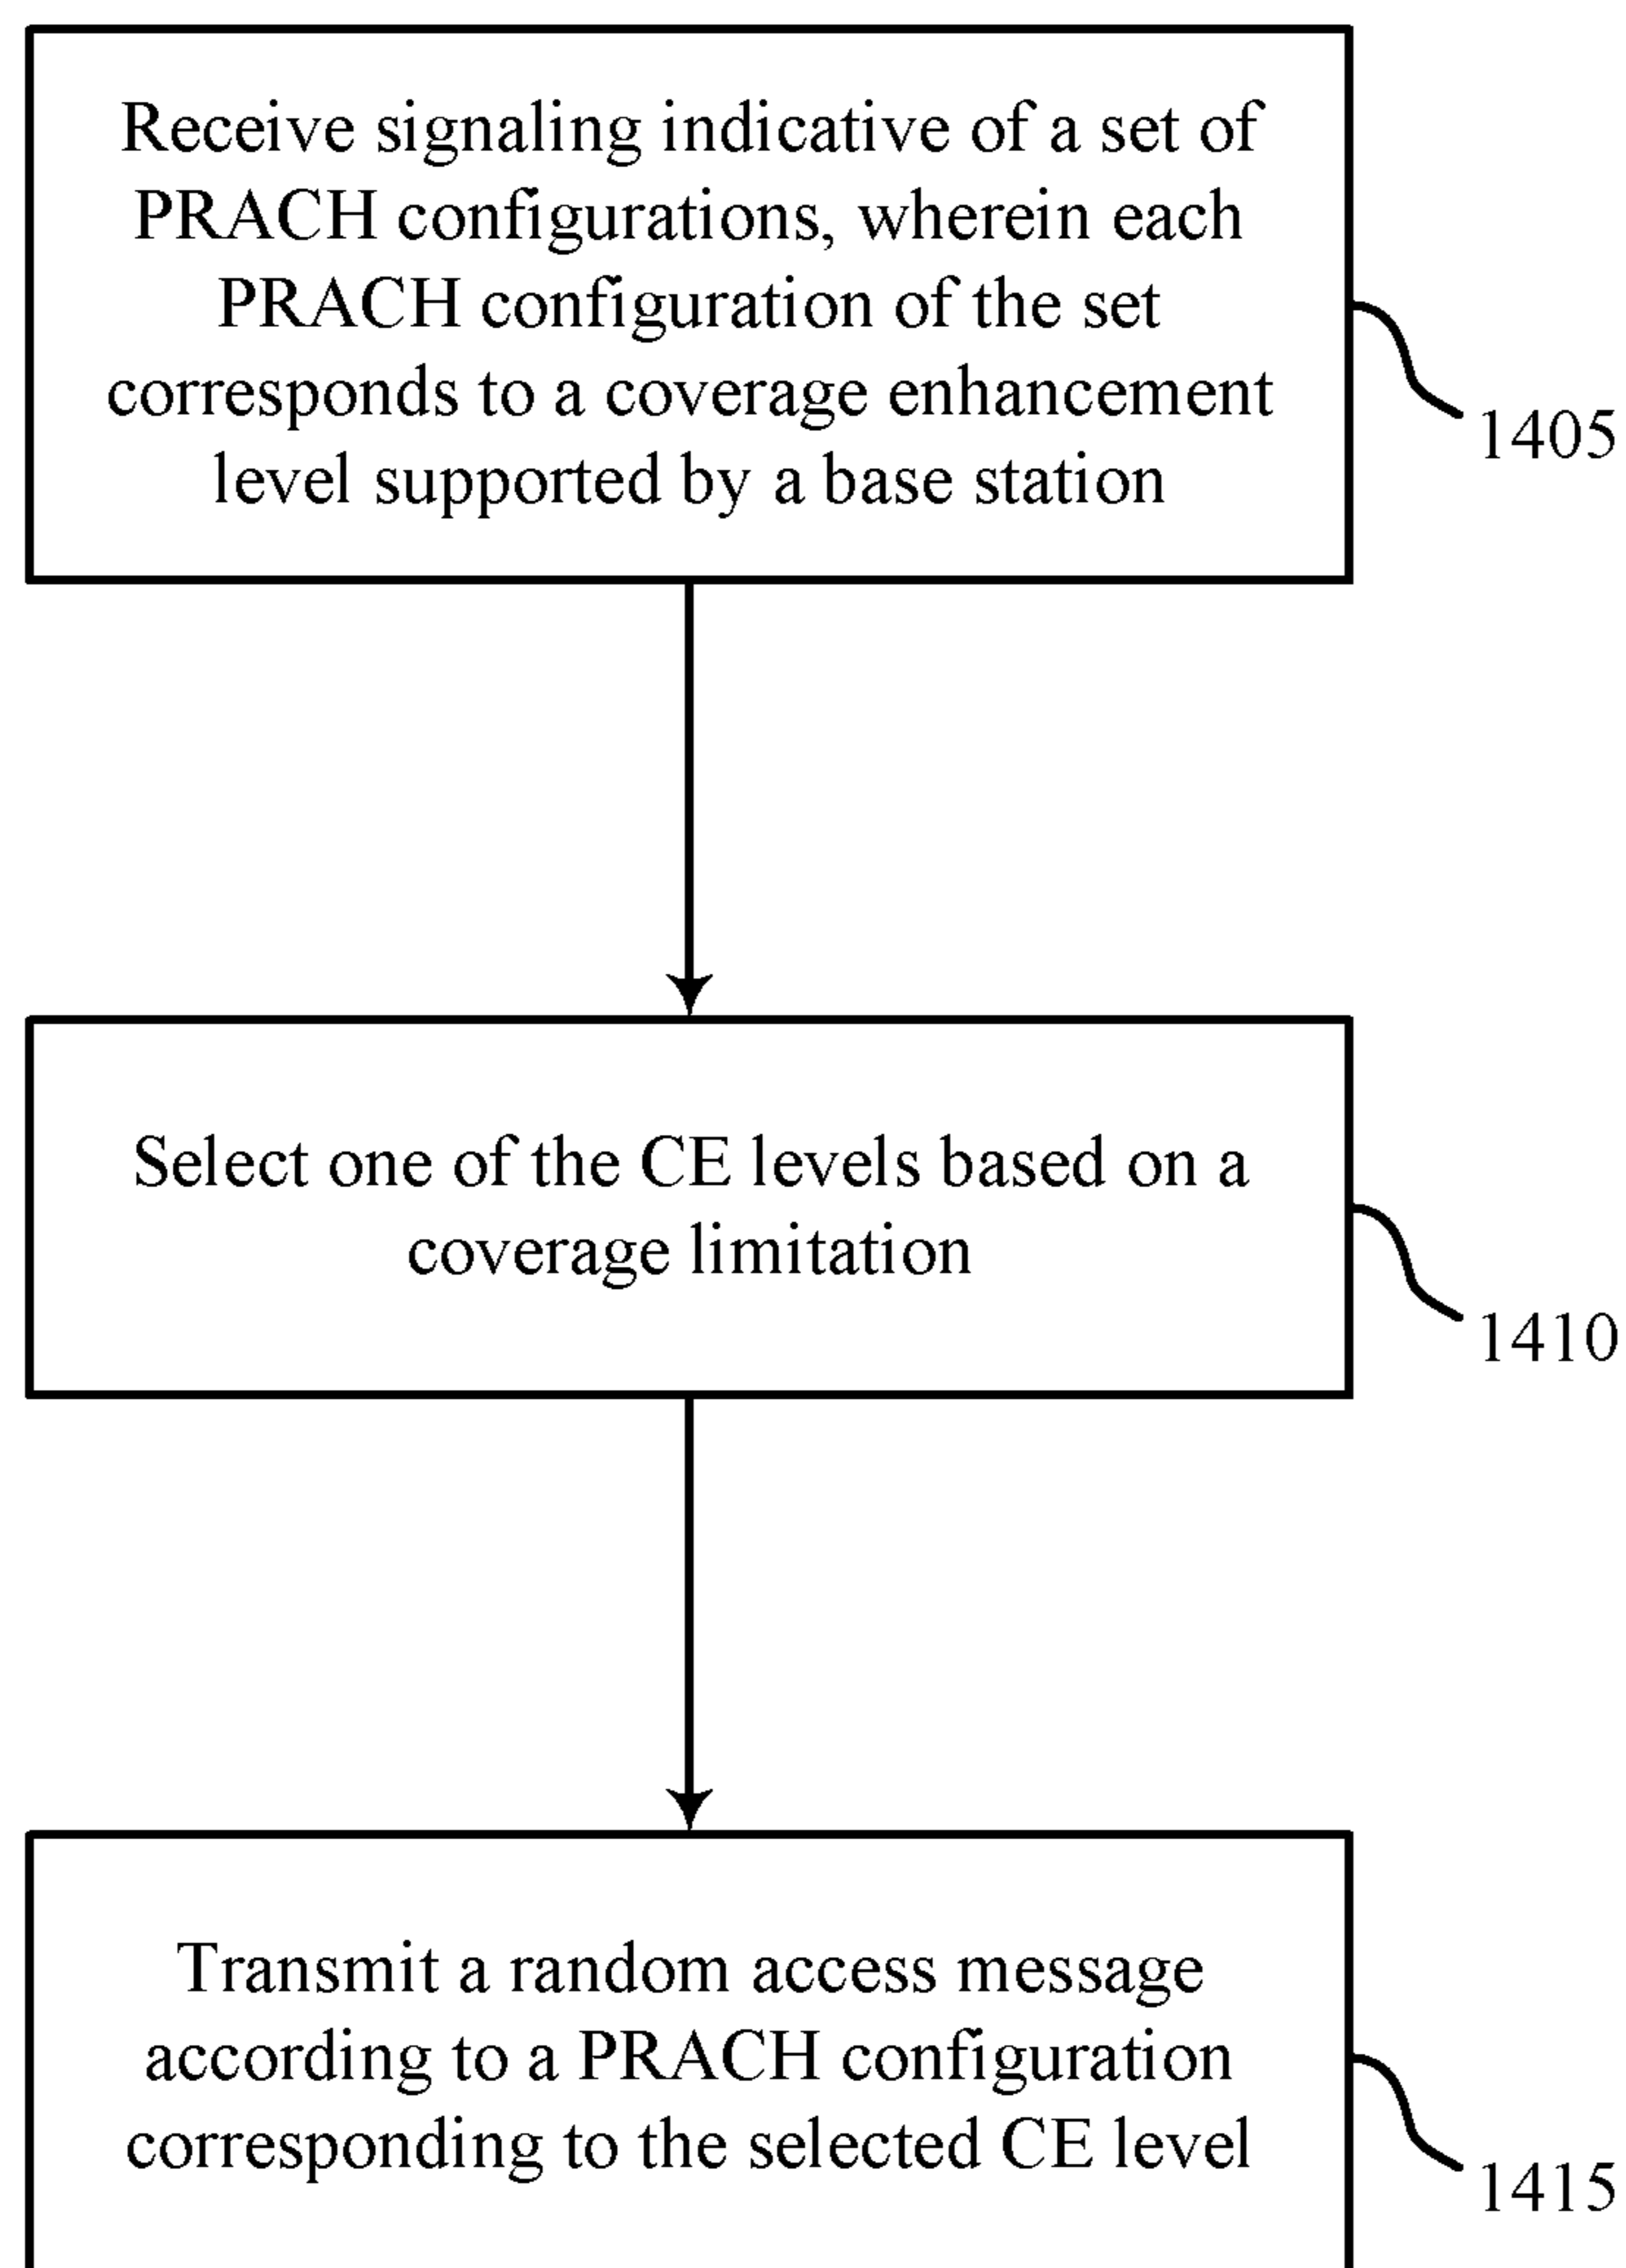 Receive signaling indicative of a set of
PRACH configurations, wherein each
PRACH configuration of the set
corresponds to a coverage enhancement
level supported by a base station
1405
Select one of the CE levels based on a
coverage limitation
1410
Transmit a random access message
according to a PRACH configuration
corresponding to the selected CE level
1415